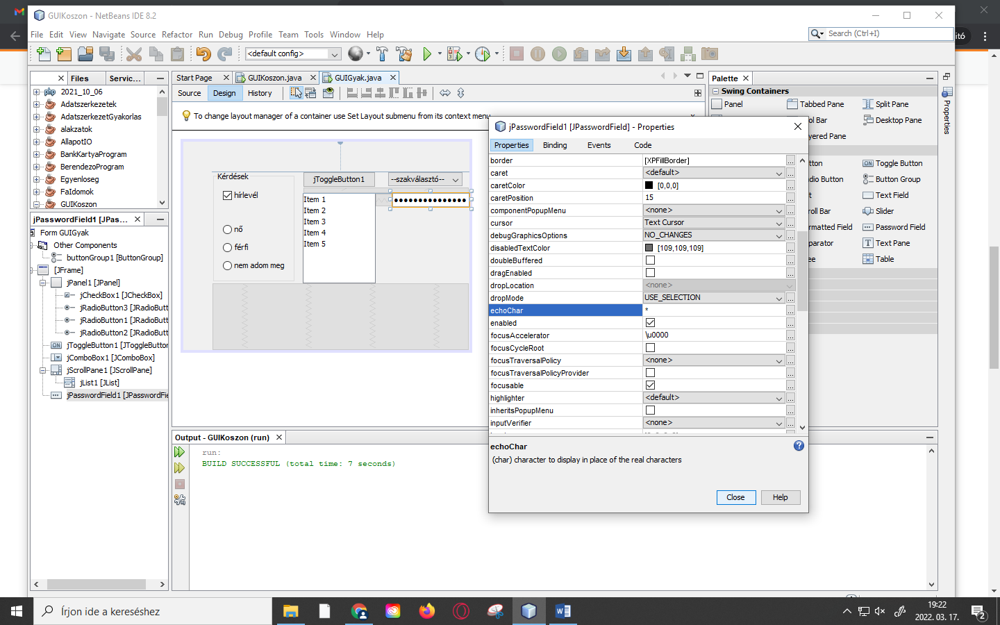 GUIKoszon - NetBeans IDE 8.2
File Edit View Navigate Source Refactor Run Debug Profile Team Tools Window Help
Search (Ctrl+I)
itó
<default config>
Files Servic...
2021_10_06
Adatszerkezetek
AdatszerkezetGyakorlas
alakzatok
AllapotIO
BankKartyaProgram
BerendezoProgram
Egyenloseg
FaIdomok
GUIKoszon
jPasswordField1 [JPas...
Form GUIGyak
Other Components
buttonGroup1 [ButtonGroup]
[JFrame]
jPanel1 [JPanel]
jCheckBox1 [JCheckBox]
jRadioButton3 [JRadioButt
jRadioButton1 [JRadioButt
jRadioButton2 [JRadioButt
jToggleButton1 [JToggleButton
jComboBox1 [JComboBox]
jScrollPane1 [JScrollPane]
jList1 [JList]
jPasswordField1 [JPasswordFie
Start Page GUIKoszon.java GUIGyak.java
Source Design History
To change layout manager of a container use Set Layout submenu from its context menu
Kérdések
hírlevél
nő
férfi
nem adom meg
jToggleButton1
--szakválasztó--
Item 1
Item 2
Item 3
Item 4
Item 5
●●●●●●●●●●●●●●●
Output - GUIKoszon (run)
run:
BUILD SUCCESSFUL (total time: 7 seconds)
jPasswordField1 [JPasswordField] - Properties
Properties Binding Events Code
border [XPFillBorder] ...
caret <default> ...
caretColor [0,0,0] ...
caretPosition 15 ...
componentPopupMenu <none> ...
cursor Text Cursor ...
debugGraphicsOptions NO_CHANGES ...
disabledTextColor [109,109,109] ...
doubleBuffered ...
dragEnabled ...
dropLocation <none>
dropMode USE_SELECTION ...
echoChar * ...
enabled ...
focusAccelerator \u0000 ...
focusCycleRoot ...
focusTraversalPolicy <none> ...
focusTraversalPolicyProvider ...
focusable ...
highlighter <default> ...
inheritsPopupMenu ...
inputVerifier <none> ...
echoChar
(char) character to display in place of the real characters
Close Help
Palette
Swing Containers
Panel Tabbed Pane Split Pane
ol Bar Desktop Pane
yered Pane
tton Toggle Button
dio Button Button Group
Text Field
roll Bar Slider
rmatted Field Password Field
parator Text Pane
ee Table
Properties
Írjon ide a kereséshez
19:22
2022. 03. 17.
2